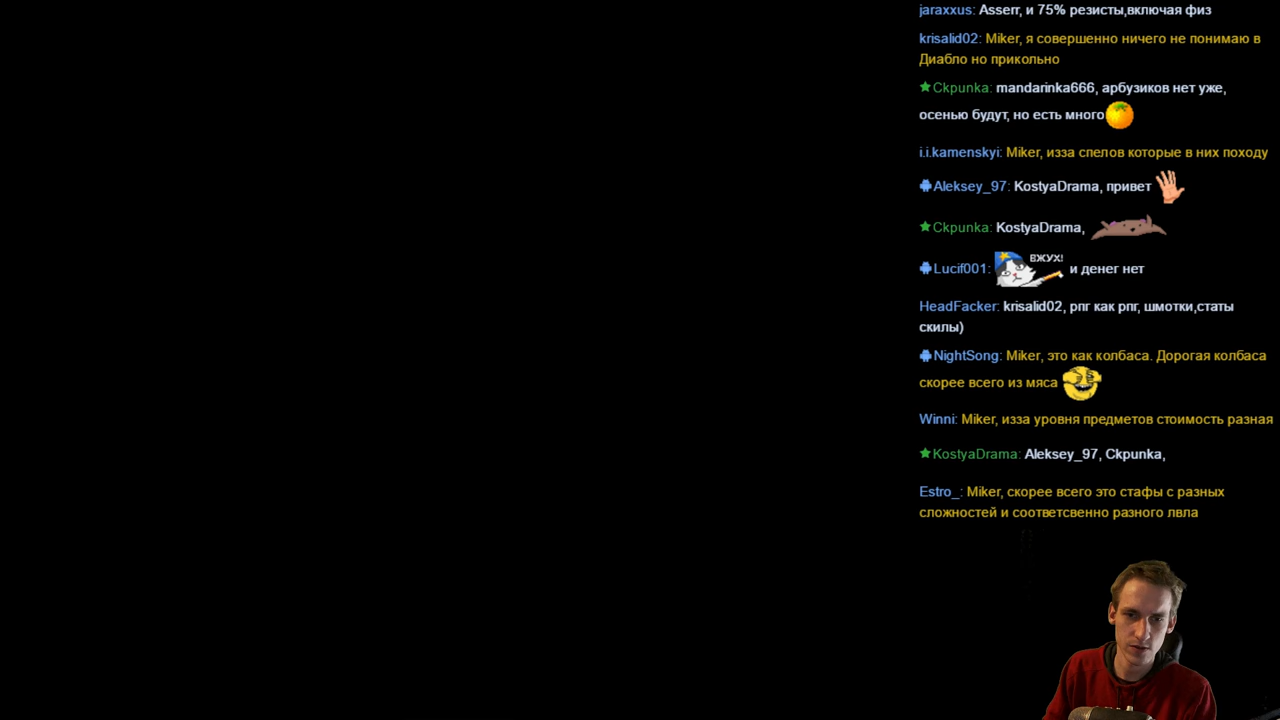 jaraxxus: Asserr, и 75% резисты,включая физ
krisalid02: Miker, я совершенно ничего не понимаю в
Диабло но прикольно
Ckpunka: mandarinka666, арбузиков нет уже,
осенью будут, но есть много
i.i.kamenskyi: Miker, изза спелов которые в них походу
Aleksey_97: KostyaDrama, привет
Ckpunka: KostyaDrama,
Lucif001: ВЖУХ! и денег нет
HeadFacker: krisalid02, рпг как рпг, шмотки,статы
скилы)
NightSong: Miker, это как колбаса. Дорогая колбаса
скорее всего из мяса
Winni: Miker, изза уровня предметов стоимость разная
KostyaDrama: Aleksey_97, Ckpunka,
Estro_: Miker, скорее всего это стафы с разных
сложностей и соответсвенно разного лвла